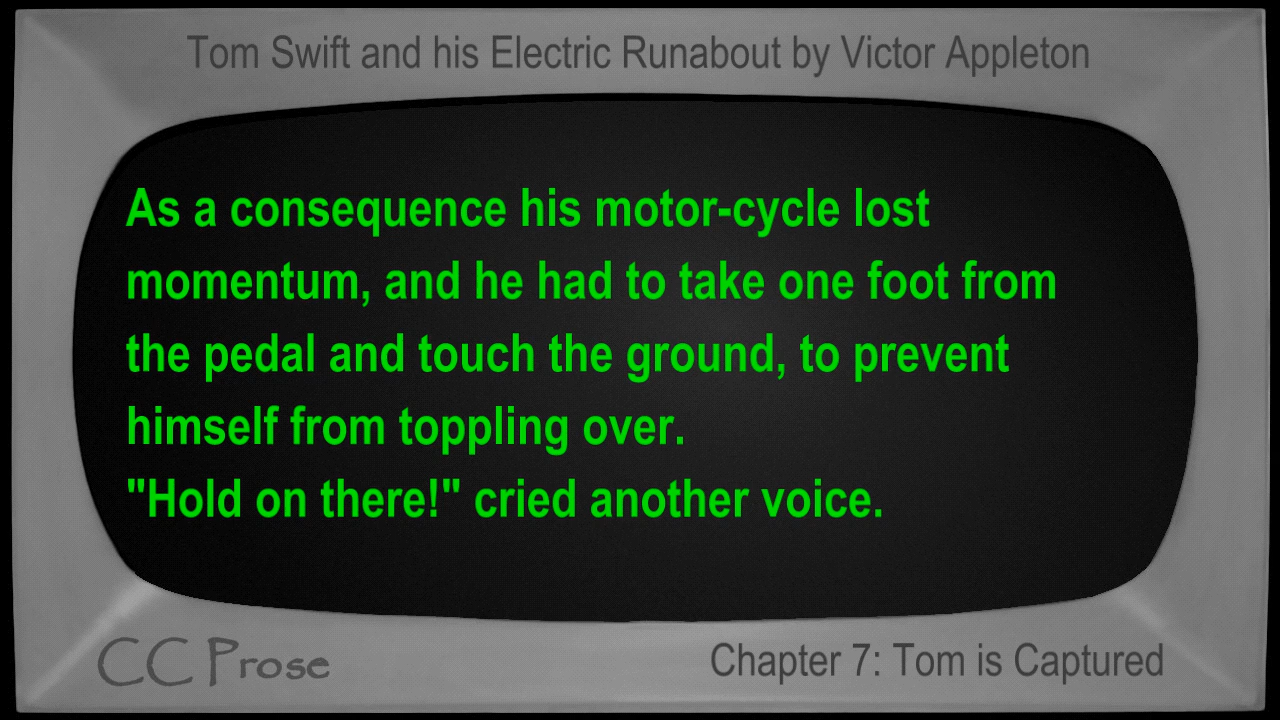 Tom Swift and his Electric Runabout by Victor Appleton
As a consequence his motor-cycle lost
momentum, and he had to take one foot from
the pedal and touch the ground, to prevent
himself from toppling over.
"Hold on there!" cried another voice.
CC Prose
Chapter 7: Tom is Captured